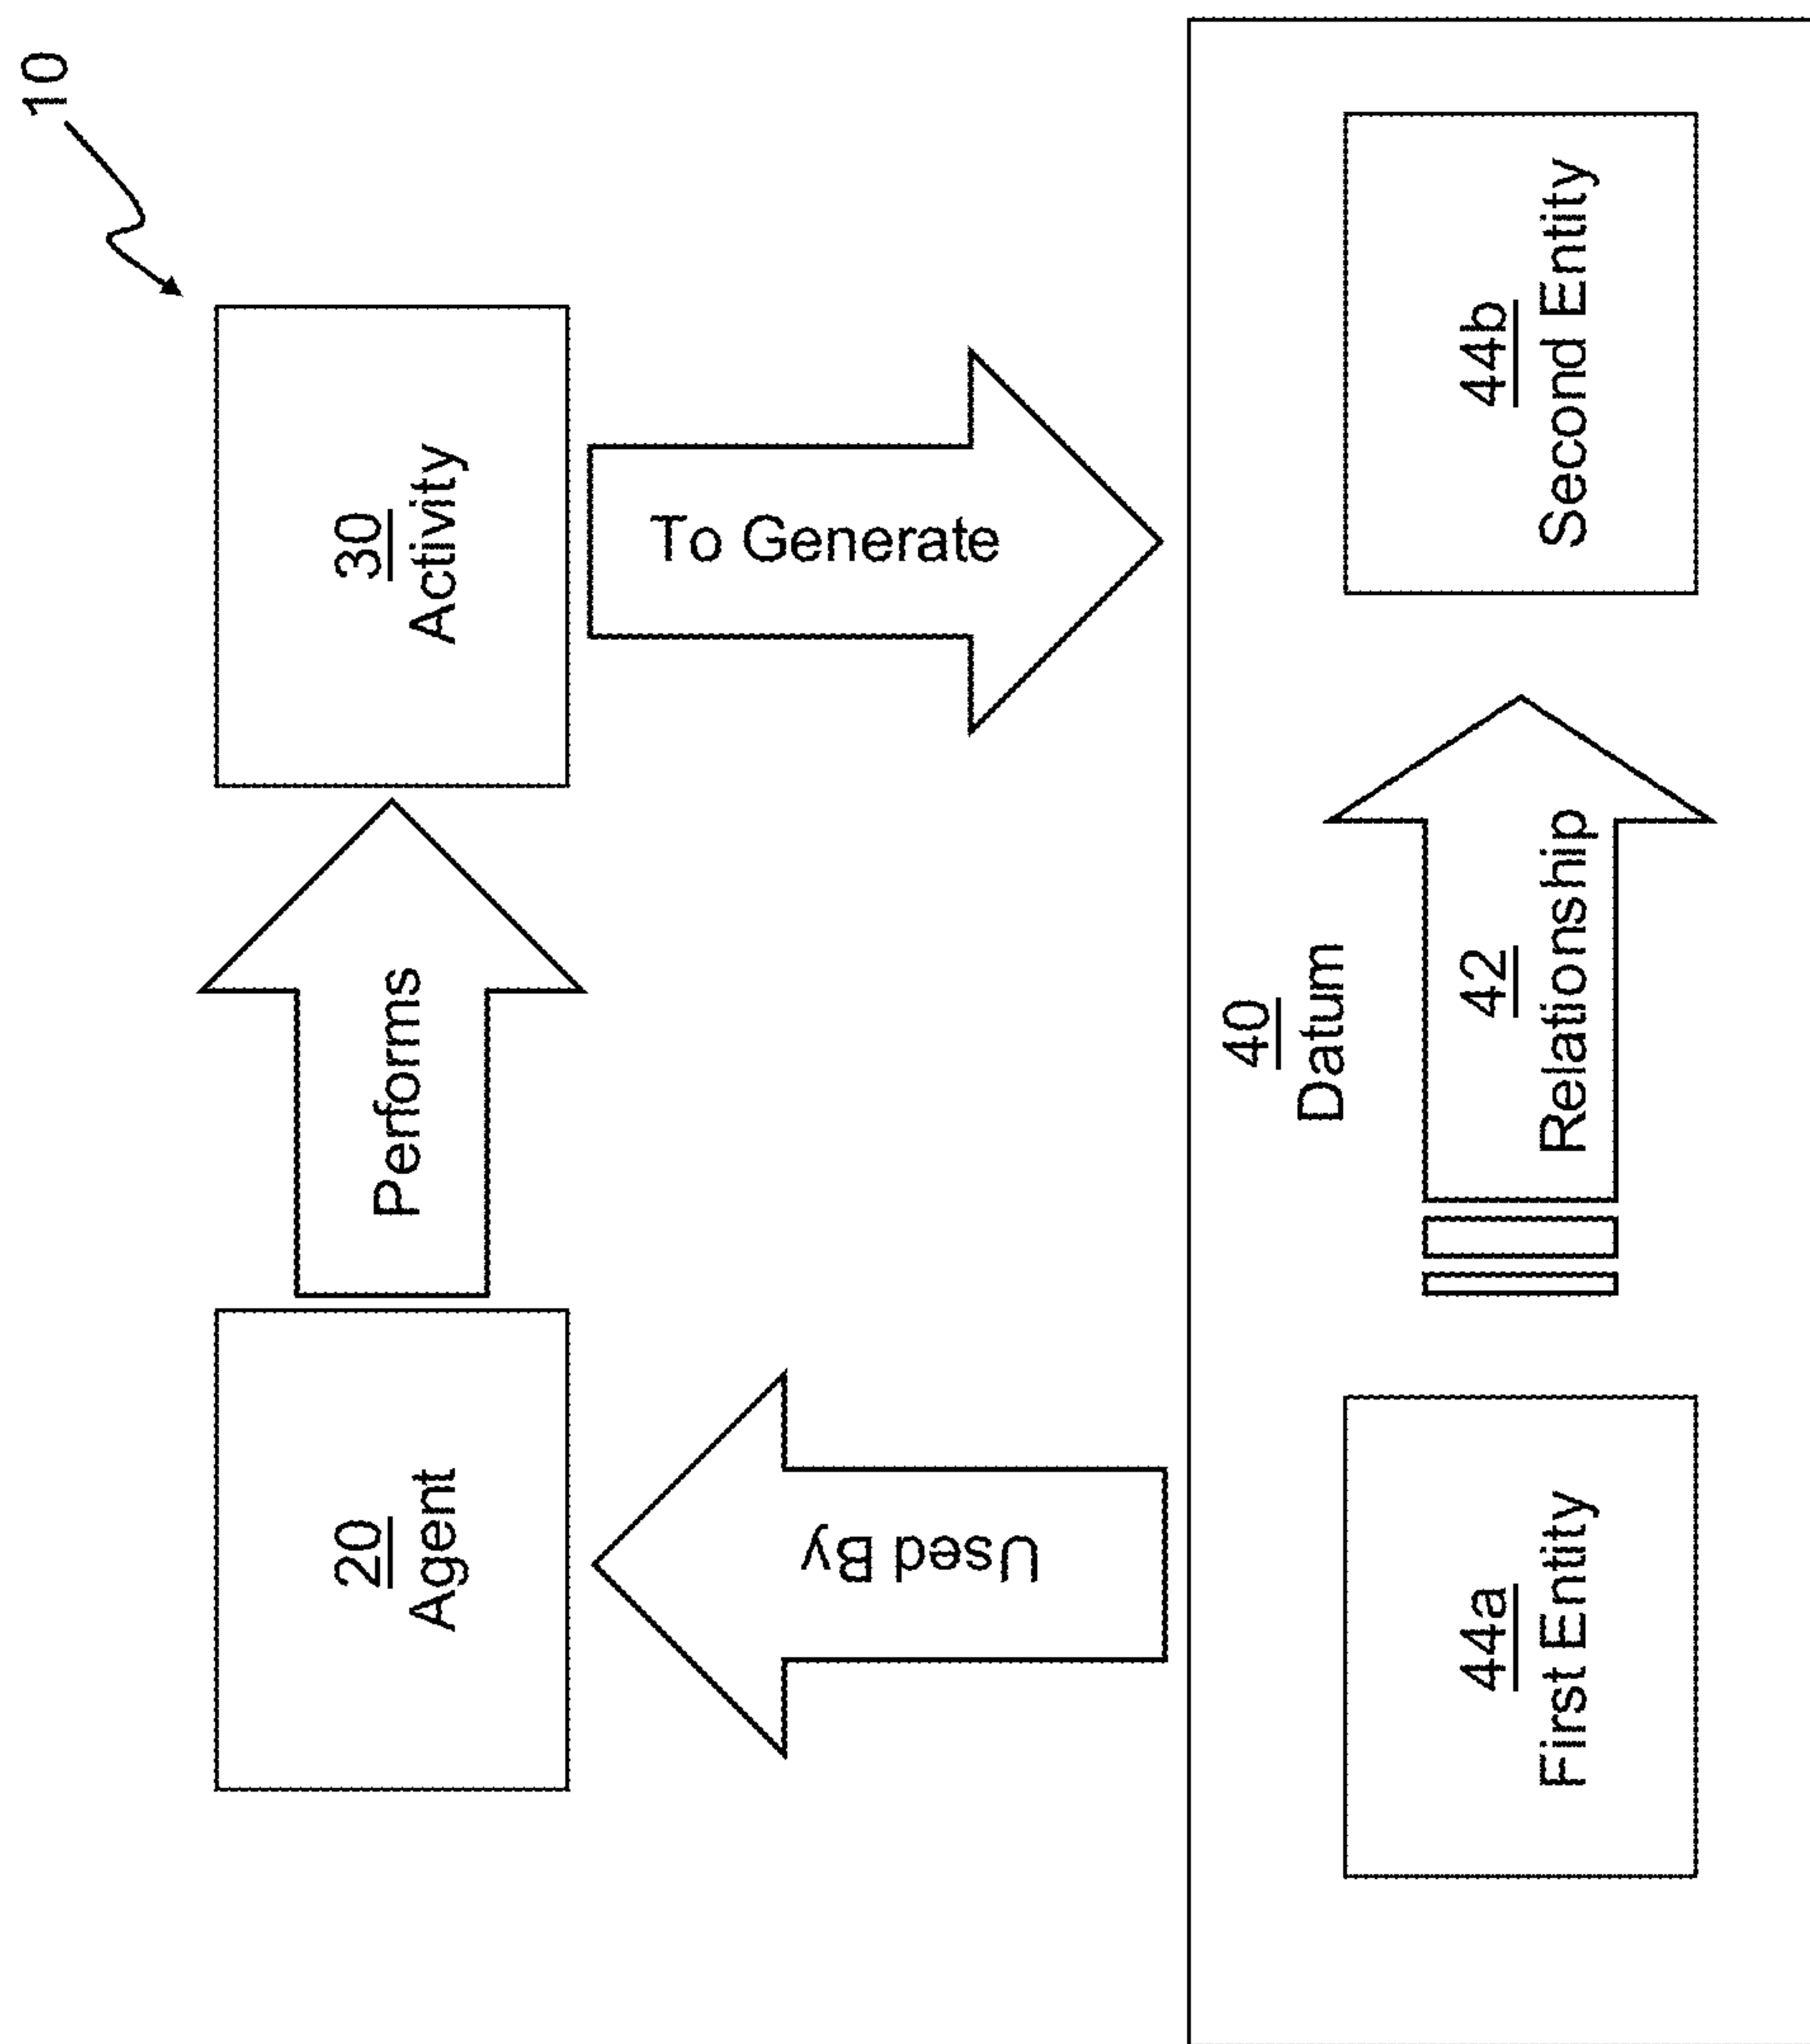 10
20
Agent
Performs
30
Activity
Used By
To Generate
40
Datum
44a
First Entity
42
Relationship
44b
Second Entity